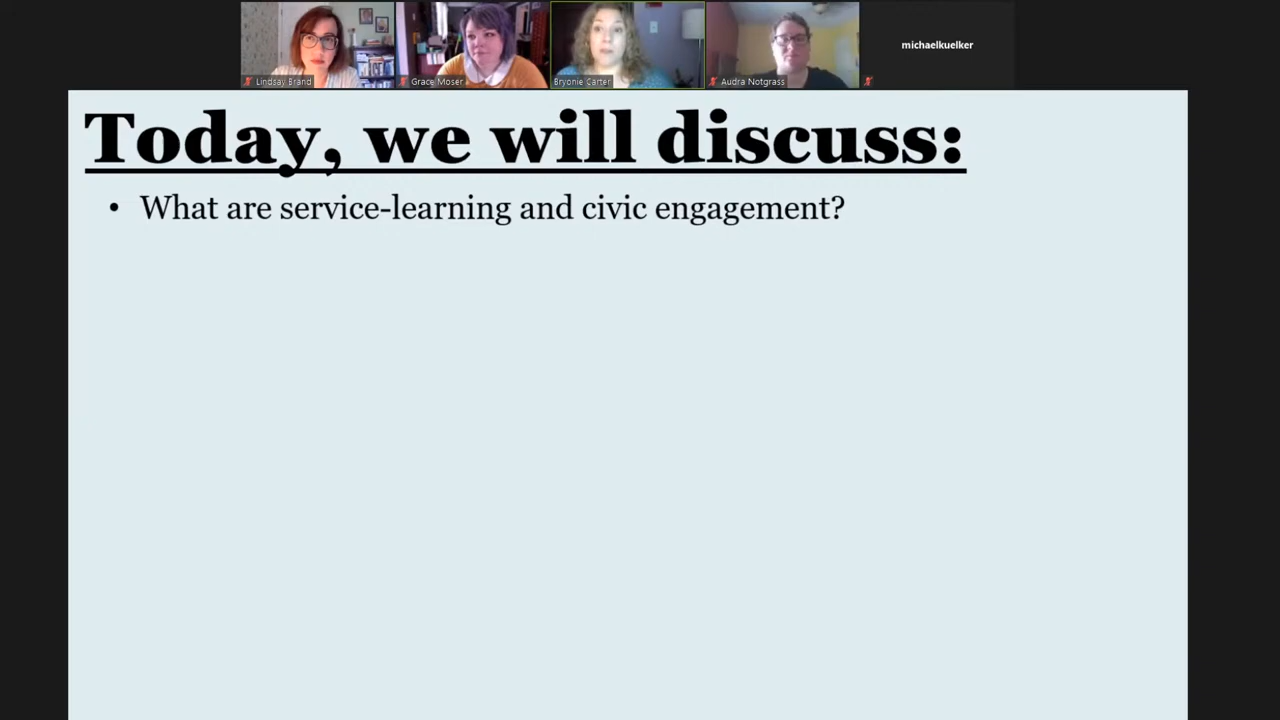 Lindsay Brand
Grace Moser
Bryonie Carter
Audra Notgrass
michaelkuelker
Today, we will discuss:
• What are service-learning and civic engagement?